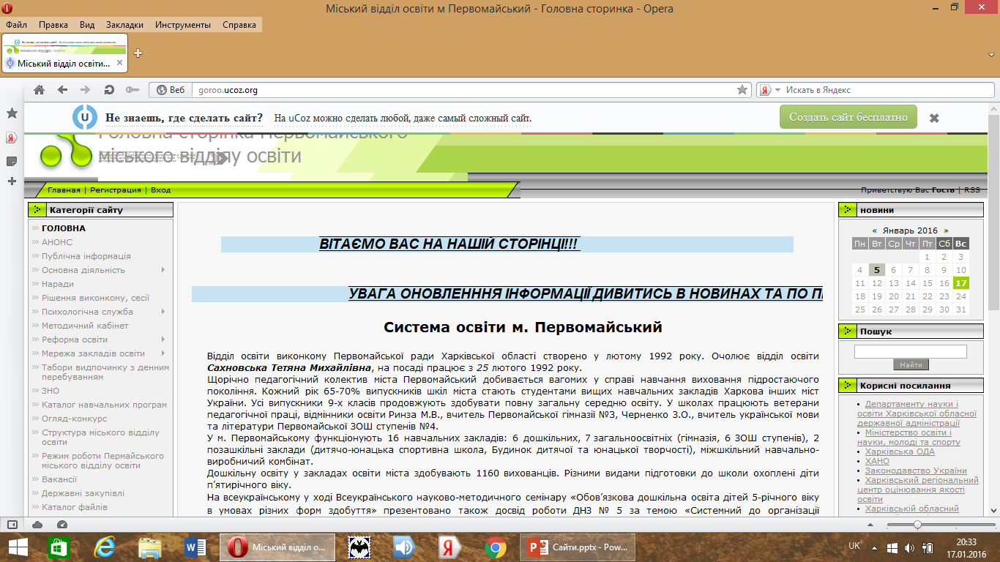 Міський відділ освіти м Первомайський - Головна сторинка - Opera
Файл Правка Вид Закладки Инструменты Справка
Міський відділ освіти...
Веб goroo.ucoz.org Искать в Яндекс
Не знаешь, где сделать сайт? На uCoz можно сделать любой, даже самый сложный сайт. Создать сайт бесплатно
Головна сторінка Первомайського
міського відділу освіти
Главная | Регистрация | Вход
Приветствую Вас Гость | RSS
Категорії сайту
ГОЛОВНА
АНОНС
Публічна інформація
Основна діяльність
Наради
Рішення виконкому, сесії
Психологічна служба
Методичний кабінет
Реформа освіти
Мережа закладів освіти
Табори видпочинку з денним
перебуванням
ЗНО
Каталог навчальних програм
Огляд-конкурс
Структура міського відділу
освіти
Режим роботи Пермайського
міського відділу освіти
Вакансії
Державні закупівлі
Каталог файлів
ВІТАЄМО ВАС НА НАШІЙ СТОРІНЦІ!!!
УВАГА ОНОВЛЕНННЯ ІНФОРМАЦІЇ ДИВИТИСЬ В НОВИНАХ ТА ПО
Система освіти м. Первомайський
Відділ освіти виконкому Первомайської ради Харківської області створено у лютому 1992 року. Очолює відділ освіти
Сахновська Тетяна Михайлівна, на посаді працює з 25 лютого 1992 року.
Щорічно педагогічний колектив міста Первомайський добивається вагомих у справі навчання виховання підростаючого
покоління. Кожний рік 65-70% випускників шкіл міста стають студентами вищих навчальних закладів Харкова інших міст
України. Усі випускники 9-х класів продовжують здобувати повну загальну середню освіту. У школах працюють ветерани
педагогічної праці, відмінники освіти Ринза М.В., вчитель Первомайської гімназії №3, Черненко З.О., вчитель української мови
та літератури Первомайської ЗОШ ступенів №4.
У м. Первомайському функціонують 16 навчальних закладів: 6 дошкільних, 7 загальноосвітніх (гімназія, 6 ЗОШ ступенів), 2
позашкільні заклади (дитячо-юнацька спортивна школа, Будинок дитячої та юнацької творчості), міжшкільний навчально-
виробничий комбінат.
Дошкільну освіту у закладах освіти міста здобувають 1160 вихованців. Різними видами підготовки до школи охоплені діти
п’ятирічного віку.
На всеукраїнському у ході Всеукраїнського науково-методичного семінару «Обов’язкова дошкільна освіта дітей 5-річного віку
в умовах різних форм здобуття» презентовано також досвід роботи ДНЗ № 5 за темою «Системний до організації
новини
« Январь 2016 »
Пн Вт Ср Чт Пт Сб Вс
1 2 3
4 5 6 7 8 9 10
11 12 13 14 15 16 17
18 19 20 21 22 23 24
25 26 27 28 29 30 31
Пошук
Найти
Корисні посилання
• Департаменту науки і
освіти Харківської обласної
державної адміністрації
• Міністерство освіти і
науки, молоді та спорту
• Харківська ОДА
• ХАНО
• Законодавство України
• Харківський регіональний
центр оцінювання якості
освіти
• Харківській обласний
Міський відділ о...
Сайти.pptx - Pow...
UK
20:33
17.01.2016